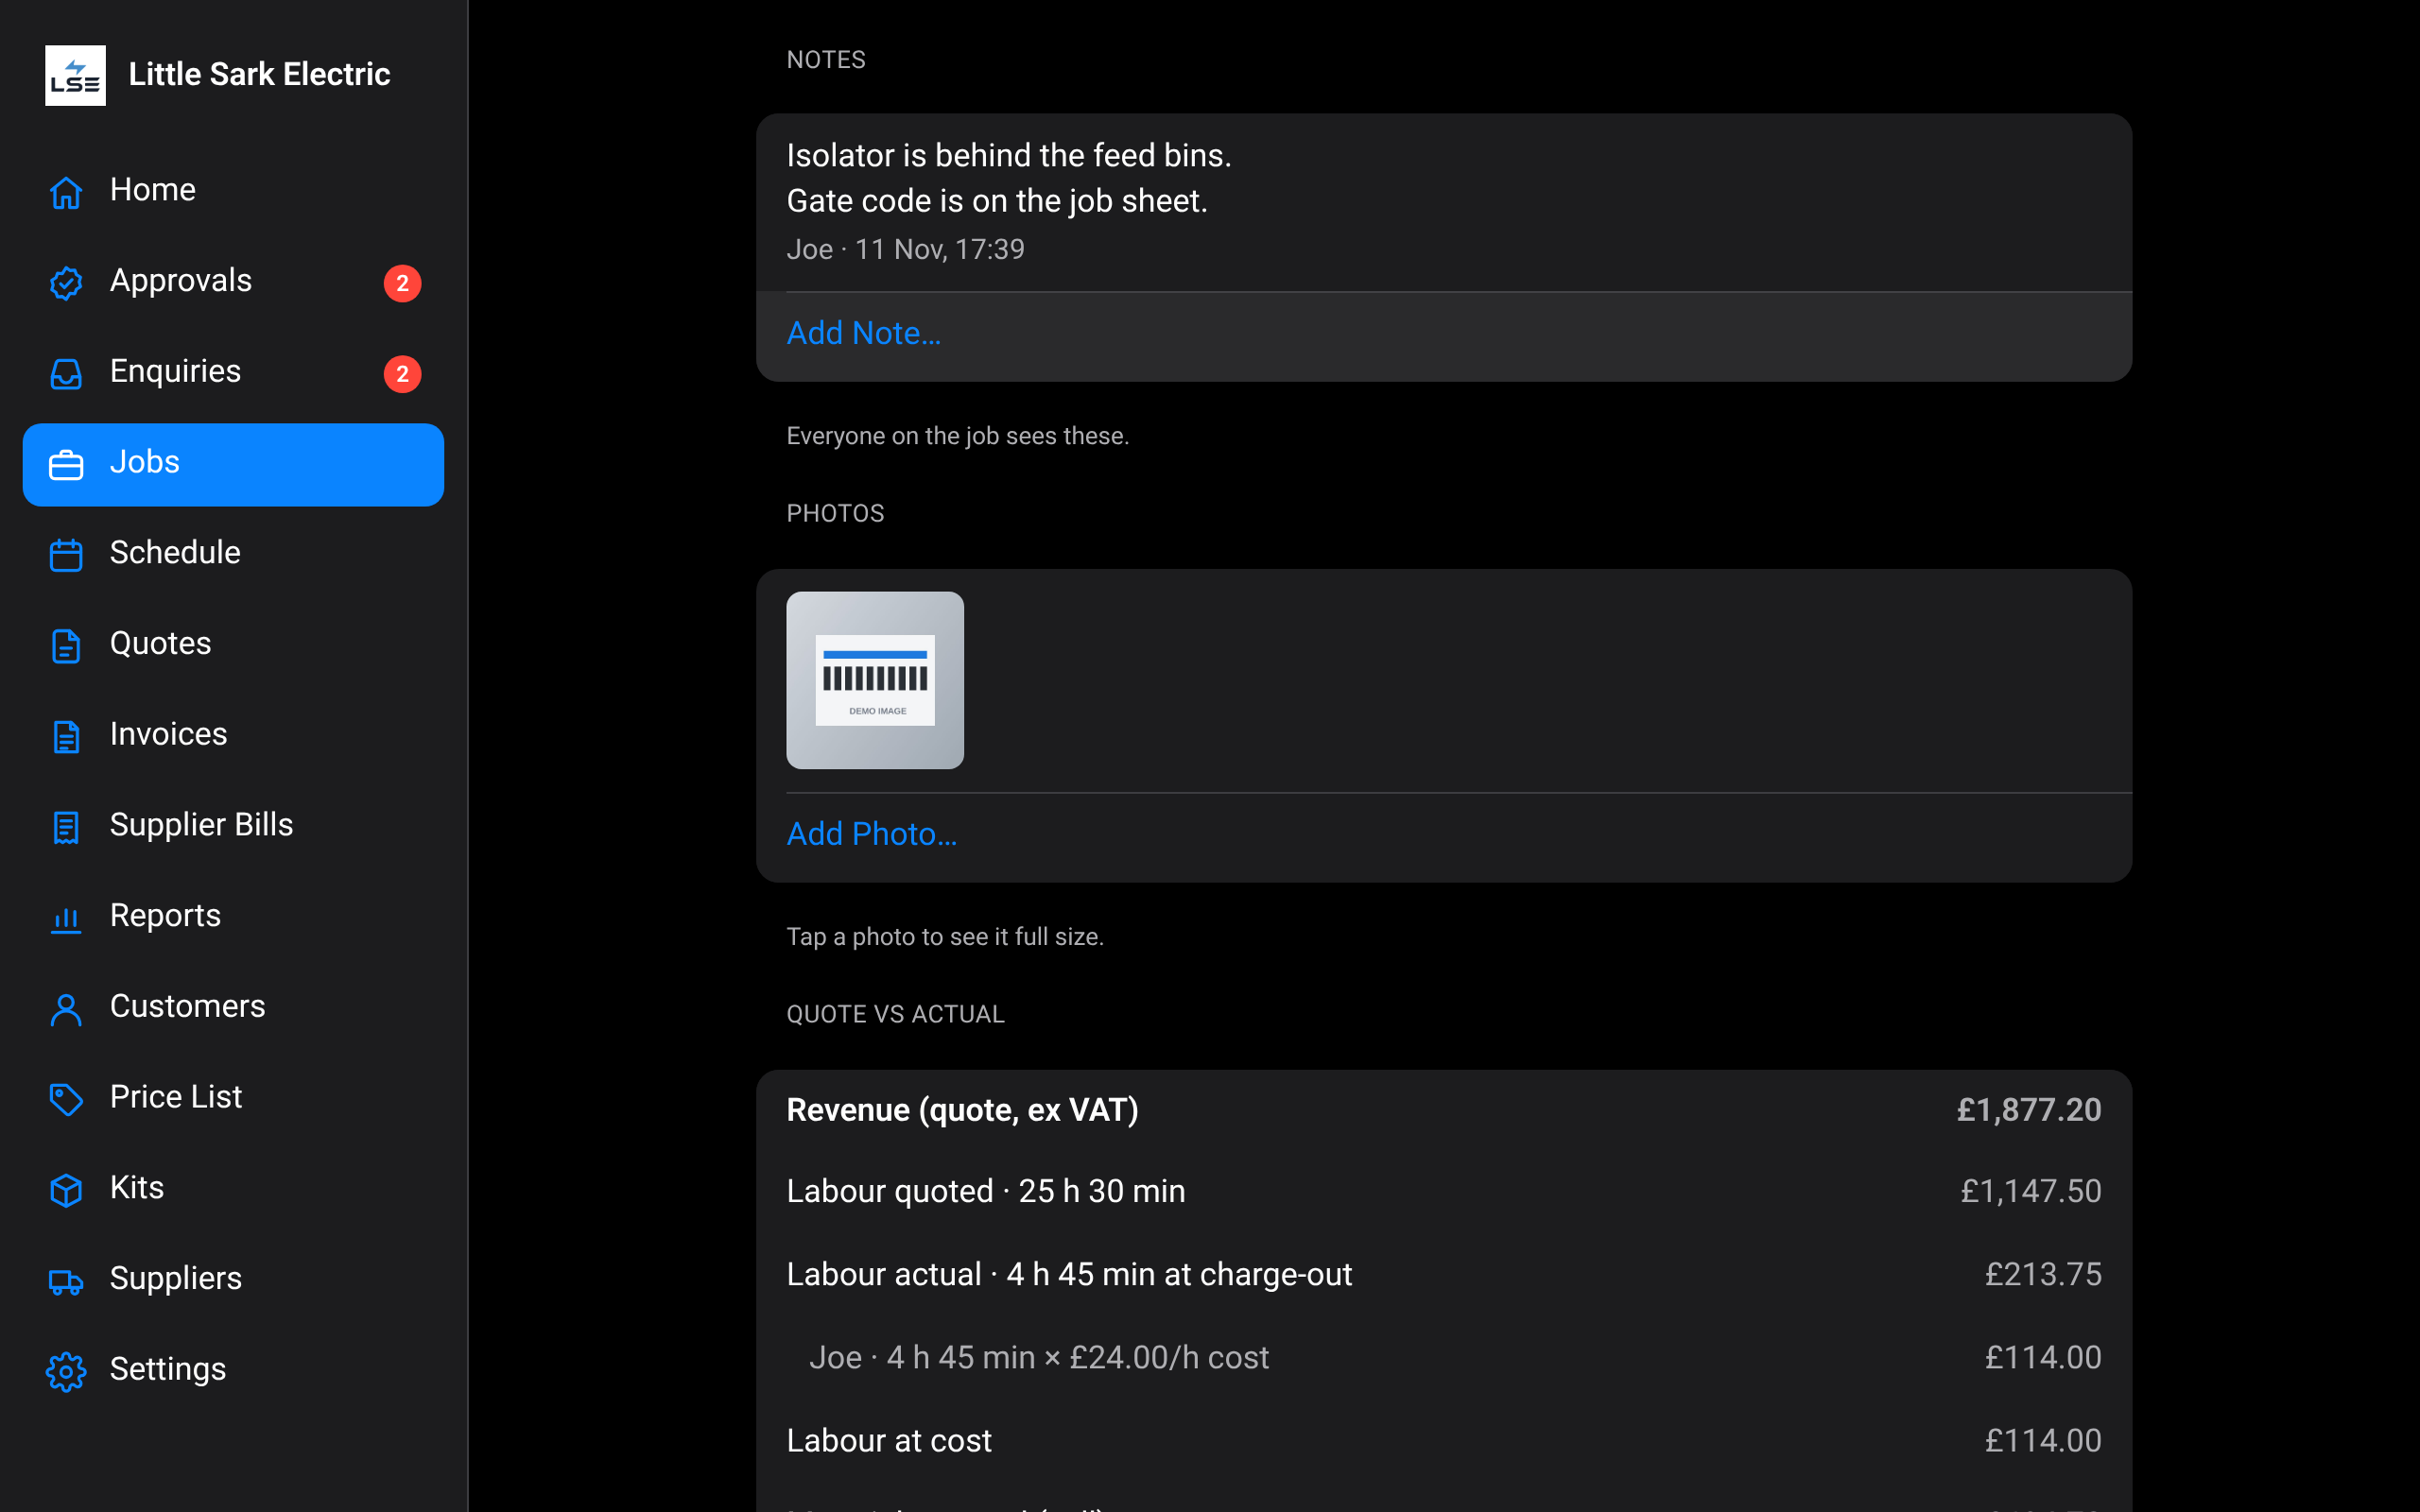 LSE
Little Sark Electric
Home
Approvals 2
Enquiries 2
Jobs
Schedule
Quotes
Invoices
Supplier Bills
Reports
Customers
Price List
Kits
Suppliers
Settings
NOTES
Isolator is behind the feed bins.
Gate code is on the job sheet.
Joe · 11 Nov, 17:39
Add Note…
Everyone on the job sees these.
PHOTOS
DEMO IMAGE
Add Photo…
Tap a photo to see it full size.
QUOTE VS ACTUAL
Revenue (quote, ex VAT) £1,877.20
Labour quoted · 25 h 30 min £1,147.50
Labour actual · 4 h 45 min at charge-out £213.75
Joe · 4 h 45 min × £24.00/h cost £114.00
Labour at cost £114.00